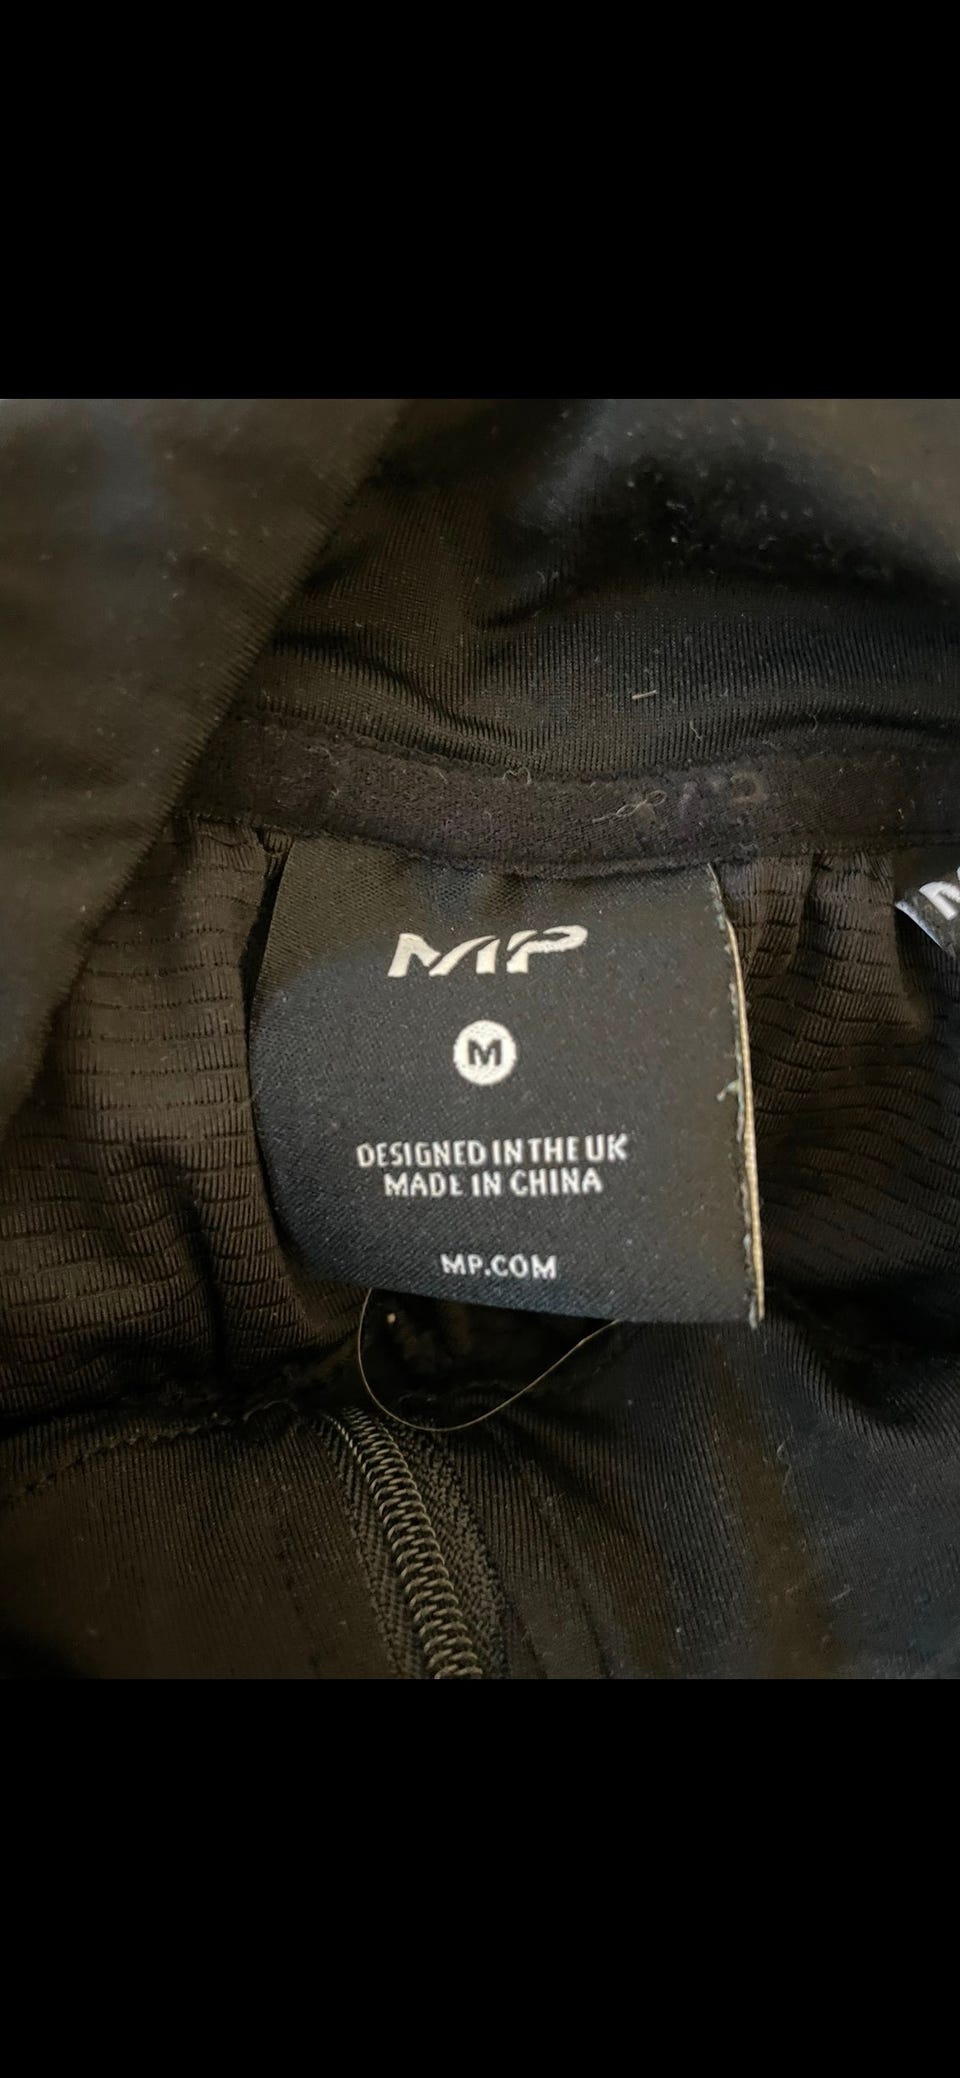 MP
M
DESIGNED IN THE UK
MADE IN CHINA
MP.COM